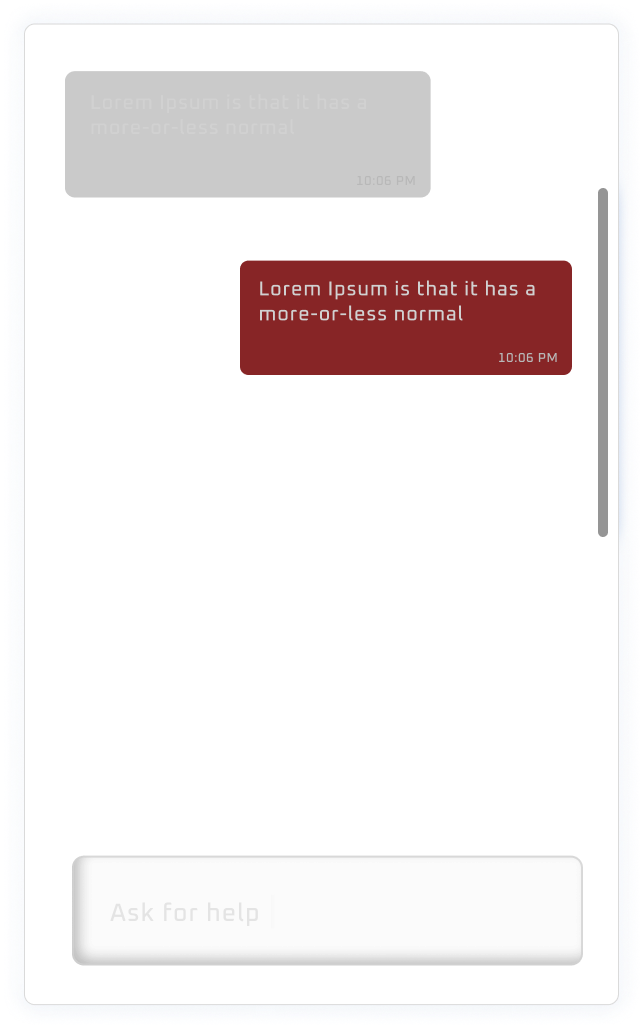 Lorem Ipsum is that it has a
more-or-less normal
10:06 PM
Lorem Ipsum is that it has a
more-or-less normal
10:06 PM
Ask for help